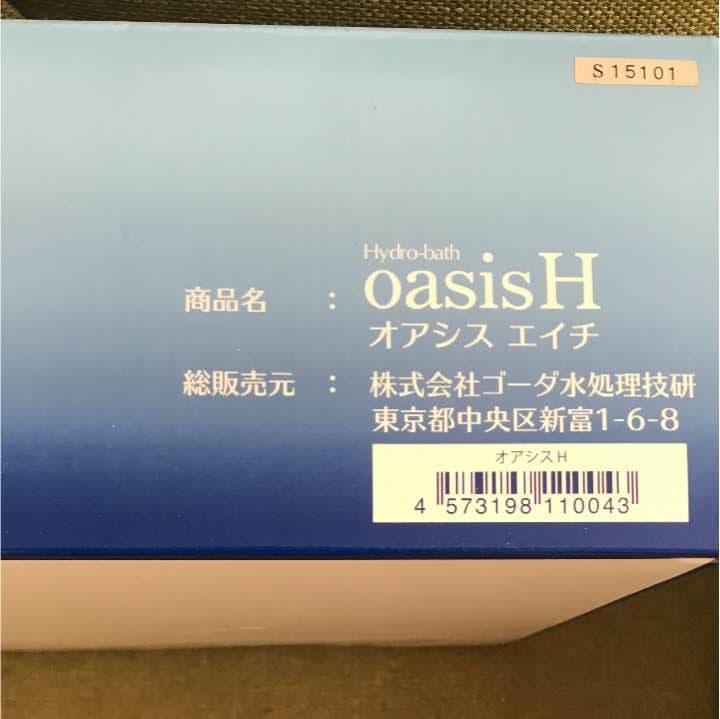 S 15101
Hydro-bath
商品名 : oasisH
オアシス エイチ
総販売元 : 株式会社ゴーダ水処理技研
東京都中央区新富1-6-8
オアシスH
4 573198 110043